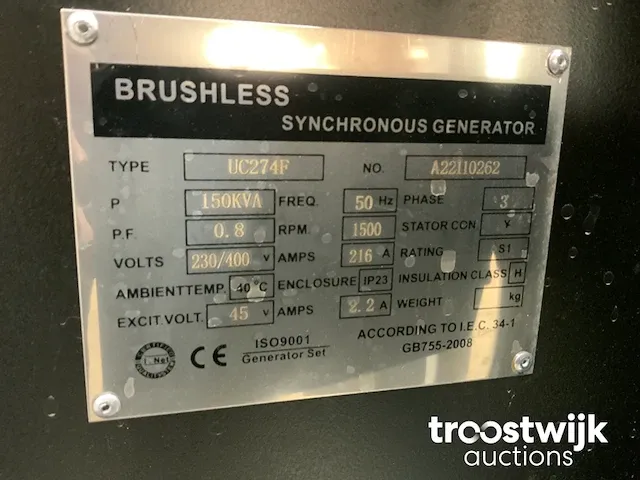 BRUSHLESS
SYNCHRONOUS GENERATOR
TYPE UC274F NO. A22I10262
P 150KVA FREQ. 50 Hz PHASE 3
P.F. 0.8 RPM. 1500 STATOR CON. Y
VOLTS 230/400 V AMPS 216 A RATING S1
AMBIENTTEMP. 40°C ENCLOSURE IP23 INSULATION CLASS H
EXCIT.VOLT. 45 V AMPS 2.2 A WEIGHT kg
CE ISO9001 ACCORDING TO I.E.C. 34-1
Generator Set GB755-2008
troostwijk
auctions